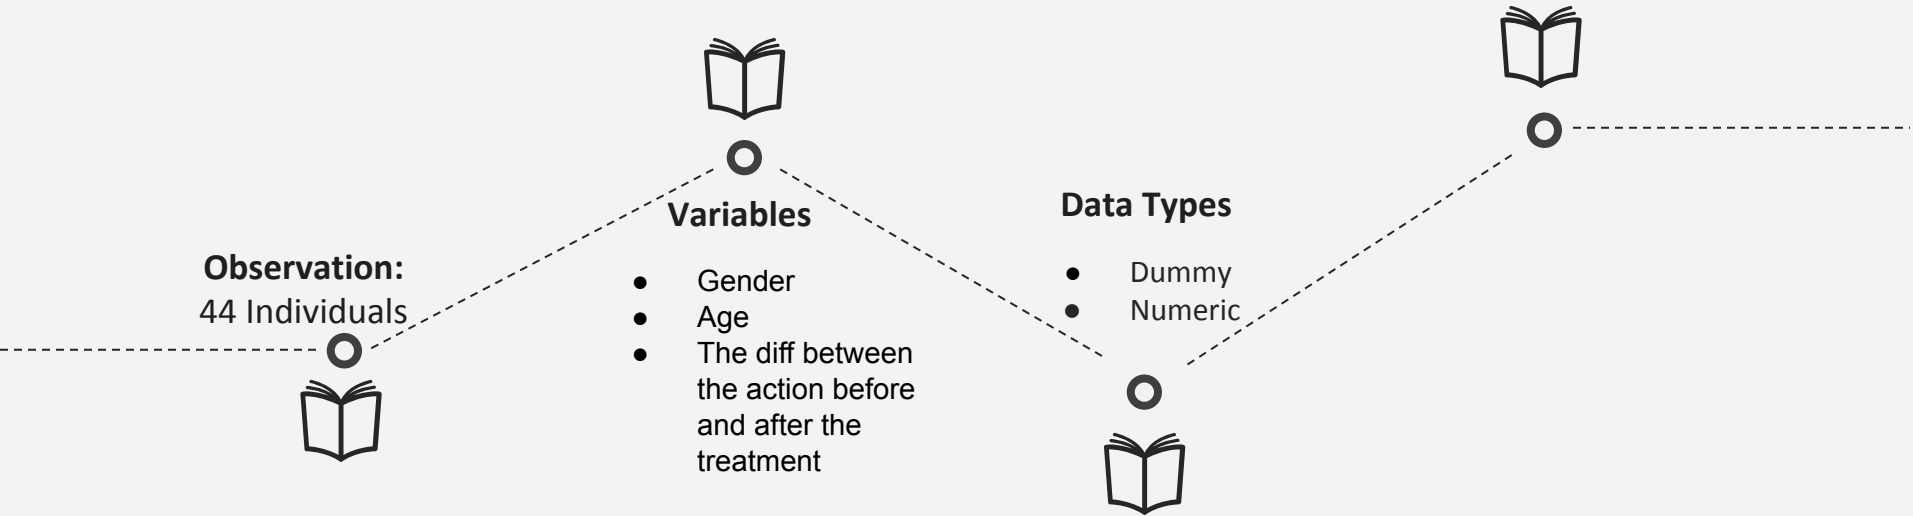 Observation:
44 Individuals
Variables
● Gender
● Age
● The diff between
the action before
and after the
treatment
Data Types
● Dummy
● Numeric